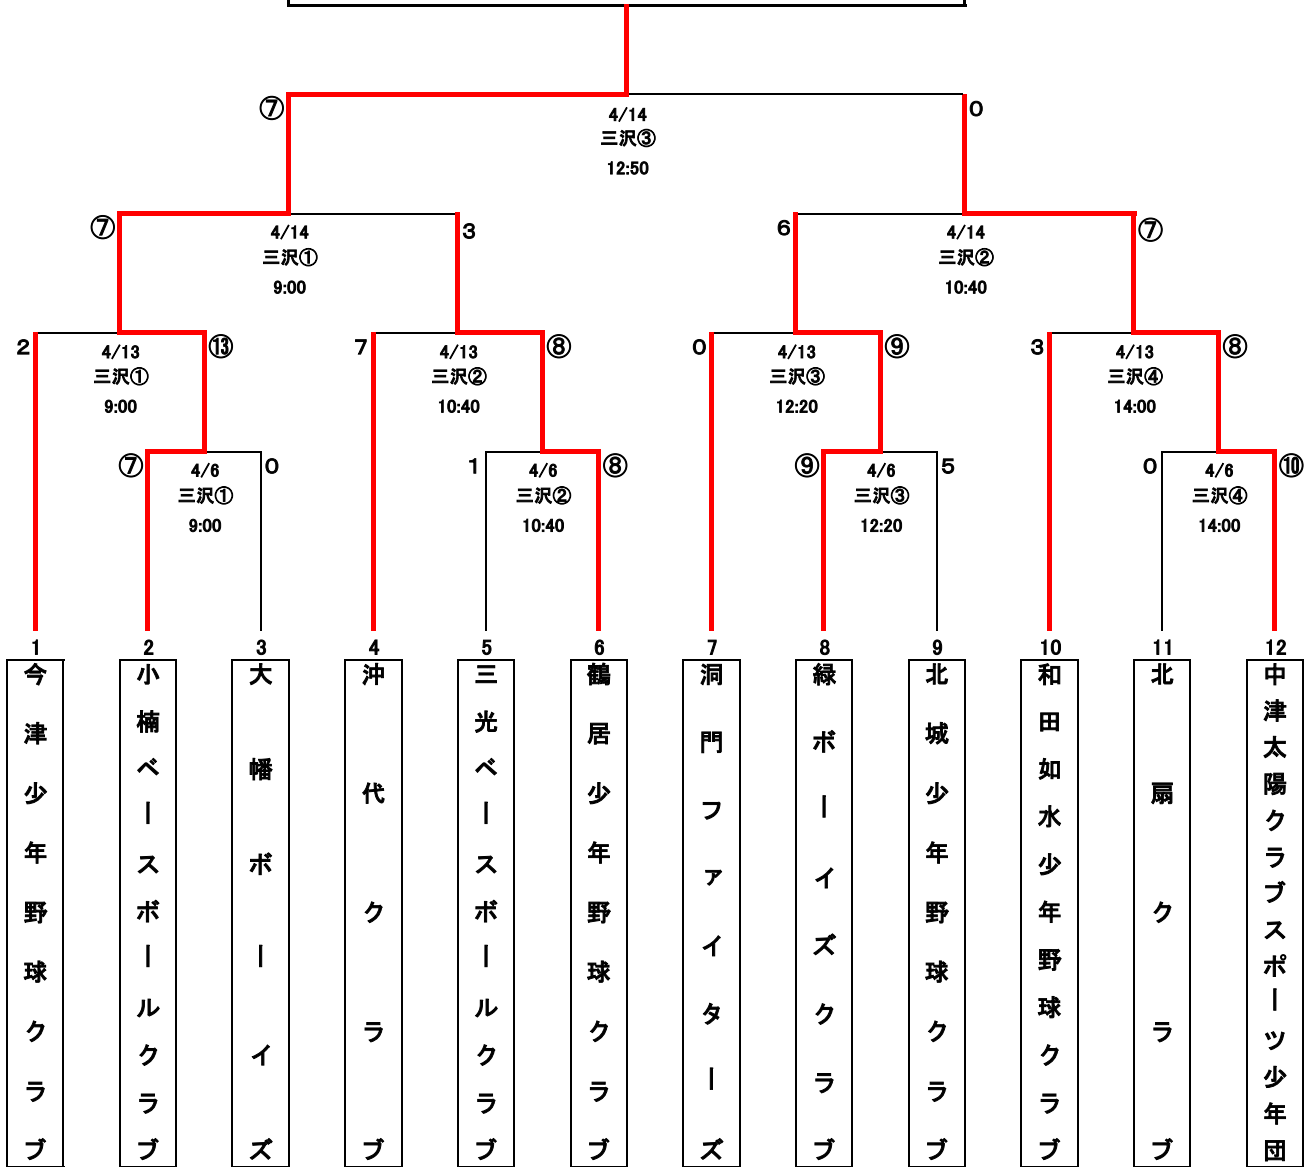 ⑦ 0
4/14
三沢③
12:50
⑦ 3 6 ⑦
4/14 4/14
三沢① 三沢②
9:00 10:40
2 ⑬ 7 ⑧ 0 ⑨ 3 ⑧
4/13 4/13 4/13 4/13
三沢① 三沢② 三沢③ 三沢④
9:00 10:40 12:20 14:00
⑦ 0 1 ⑧ ⑨ 5 0 ⑩
4/6 4/6 4/6 4/6
三沢① 三沢② 三沢③ 三沢④
9:00 10:40 12:20 14:00
1 2 3 4 5 6 7 8 9 10 11 12
今津少年野球クラブ
小楠ベースボールクラブ
大幡ボーイズ
沖代クラブ
三光ベースボールクラブ
鶴居少年野球クラブ
洞門ファイターズ
緑ボーイズクラブ
北城少年野球クラブ
和田如水少年野球クラブ
北扇クラブ
中津太陽クラブスポーツ少年団